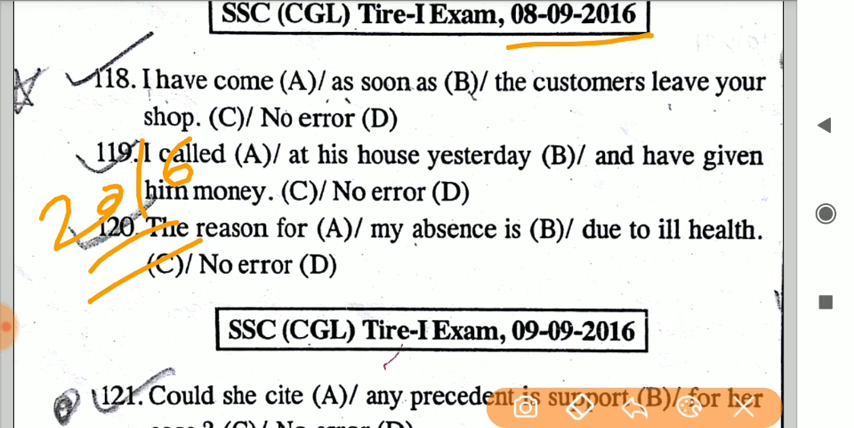 SSC (CGL) Tire-I Exam, 08-09-2016
118. I have come (A)/ as soon as (B)/ the customers leave your
shop. (C)/ No error (D)
119. I called (A)/ at his house yesterday (B)/ and have given
him money. (C)/ No error (D)
2016
120. The reason for (A)/ my absence is (B)/ due to ill health.
(C)/ No error (D)
SSC (CGL) Tire-I Exam, 09-09-2016
121. Could she cite (A)/ any precedent is support (B)/ for her
(C)/ No error (D)